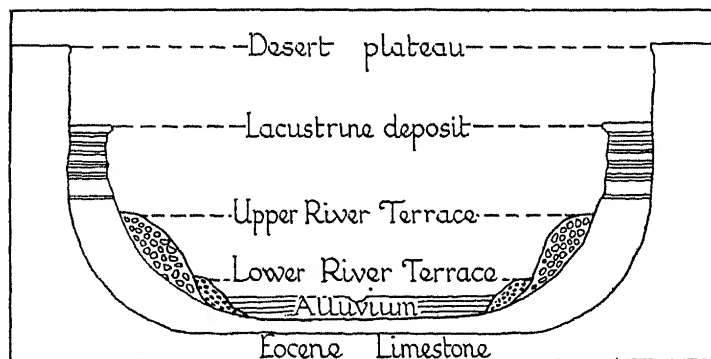 Desert plateau
Lacustrine deposit
Upper River Terrace
Lower River Terrace
Alluvium
Eocene Limestone